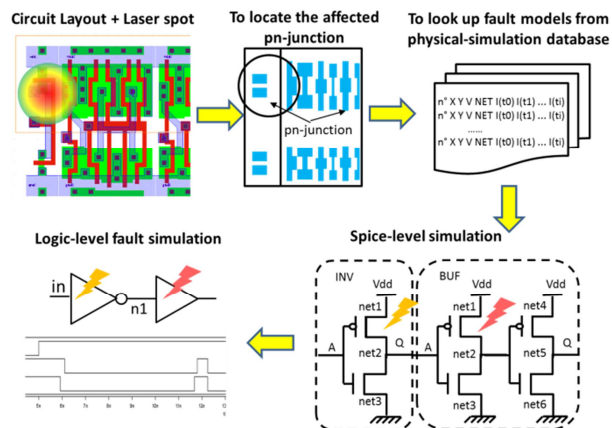 Circuit Layout + Laser spot
To locate the affected
pn-junction
To look up fault models from
physical-simulation database
pn-junction
n° X Y V NET I(t0) I(t1) ... I(ti)
n° X Y V NET I(t0) I(t1) ... I(ti)
......
n° X Y V NET I(t0) I(t1) ... I(ti)
Logic-level fault simulation
Spice-level simulation
in
n1
INV
BUF
Vdd
Vdd
Vdd
net1
net1
net4
A
net2
Q
A
net2
net5
Q
net3
net3
net6